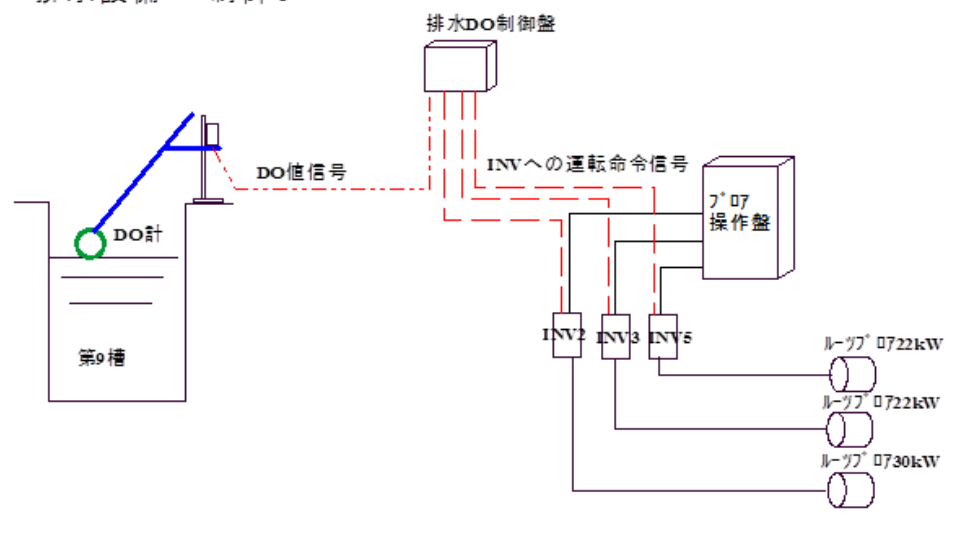 排水DO制御盤
DO値信号
INVへの運転命令信号
ﾌﾞﾛｱ
操作盤
DO計
第9槽
INV2
INV3
INV5
ﾙｰﾂﾌﾞﾛｱ22kW
ﾙｰﾂﾌﾞﾛｱ22kW
ﾙｰﾂﾌﾞﾛｱ30kW